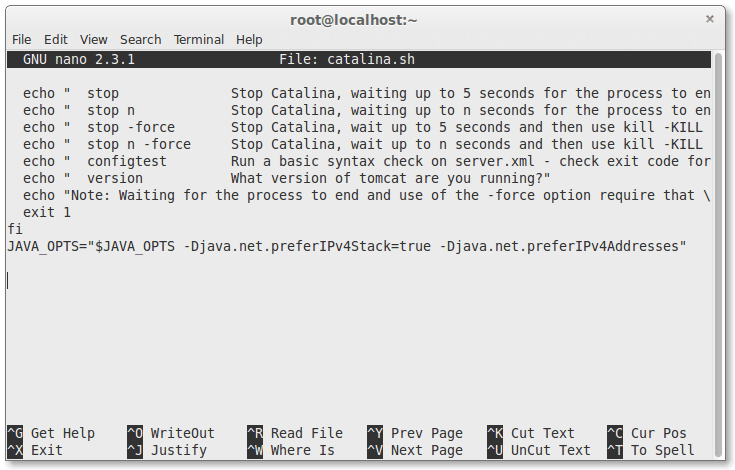 root@localhost:~ ×
File Edit View Search Terminal Help
GNU nano 2.3.1 File: catalina.sh
echo "  stop              Stop Catalina, waiting up to 5 seconds for the process to en
echo "  stop n            Stop Catalina, waiting up to n seconds for the process to en
echo "  stop -force       Stop Catalina, wait up to 5 seconds and then use kill -KILL
echo "  stop n -force     Stop Catalina, wait up to n seconds and then use kill -KILL
echo "  configtest        Run a basic syntax check on server.xml - check exit code for
echo "  version           What version of tomcat are you running?"
echo "Note: Waiting for the process to end and use of the -force option require that \
exit 1
fi
JAVA_OPTS="$JAVA_OPTS -Djava.net.preferIPv4Stack=true -Djava.net.preferIPv4Addresses"
^G Get Help ^O WriteOut ^R Read File ^Y Prev Page ^K Cut Text ^C Cur Pos
^X Exit ^J Justify ^W Where Is ^V Next Page ^U UnCut Text ^T To Spell